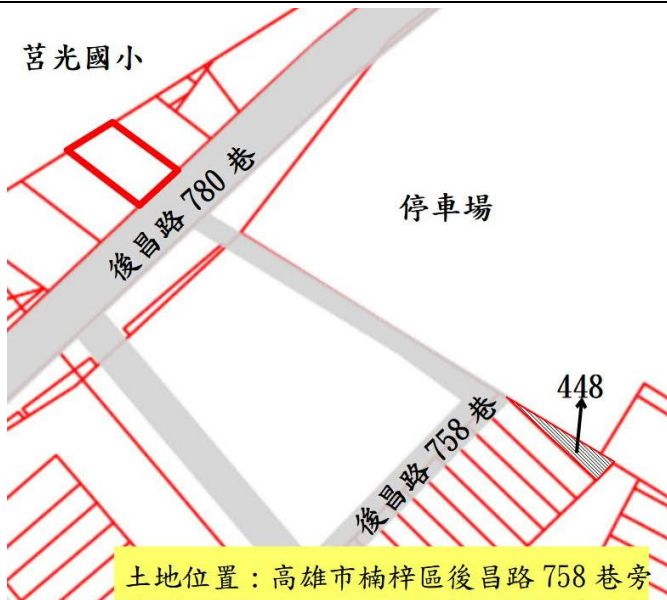 莒光國小
後昌路 780 巷
停車場
448
後昌路 758 巷
土地位置：高雄市楠梓區後昌路 758 巷旁